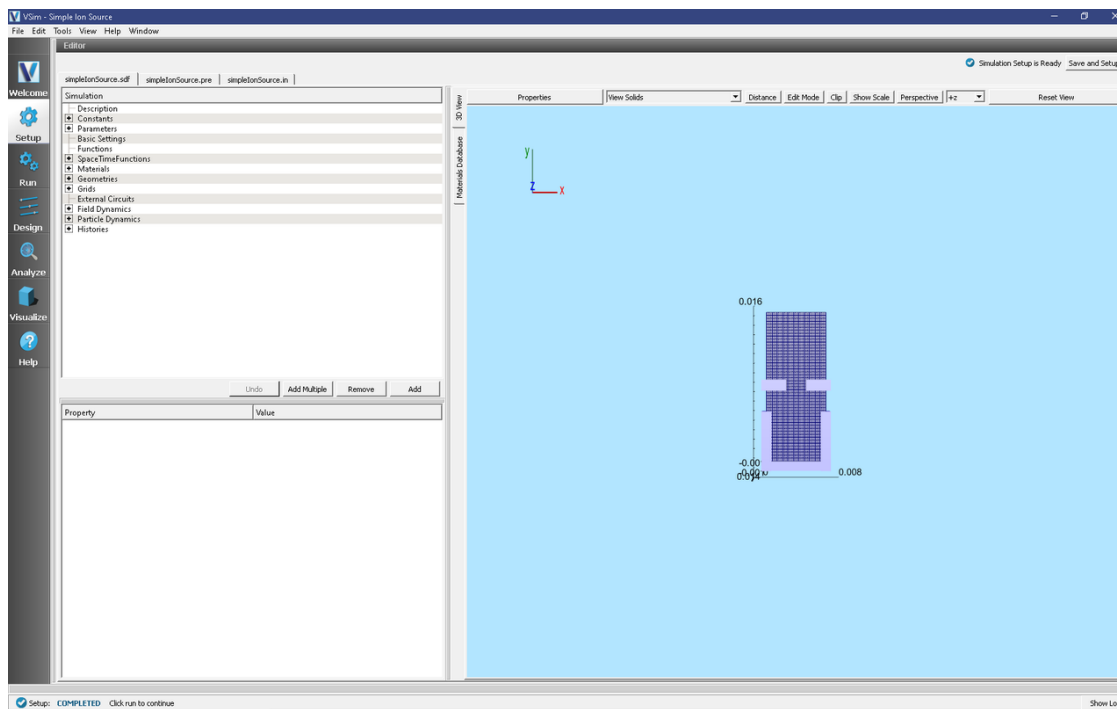 VSim - Simple Ion Source
File Edit Tools View Help Window
Editor
Simulation Setup is Ready Save and Setup
simpleIonSource.sdf simpleIonSource.pre simpleIonSource.in
Welcome
Setup
Run
Design
Analyze
Visualize
Help
Simulation
Description
Constants
Parameters
Basic Settings
Functions
SpaceTimeFunctions
Materials
Geometries
Grids
External Circuits
Field Dynamics
Particle Dynamics
Histories
Undo Add Multiple Remove Add
Property Value
3D View
Materials Database
Properties View Solids Distance Edit Mode Clip Show Scale Perspective +z Reset View
y
z x
0.016
-0.00
0.008
Setup: COMPLETED Click run to continue
Show Lo